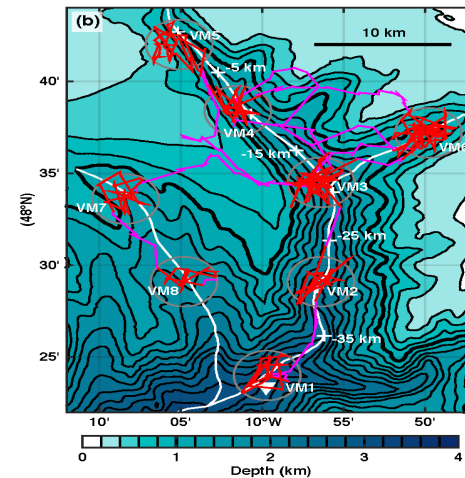 (b)
VM5
10 km
-5 km
40'
VM4
VM6
-15 km
35'
VM3
VM7
(48°N)
-25 km
30'
VM8
VM2
-35 km
25'
VM1
10' 05' 10°W 55' 50'
0 1 2 3 4
Depth (km)